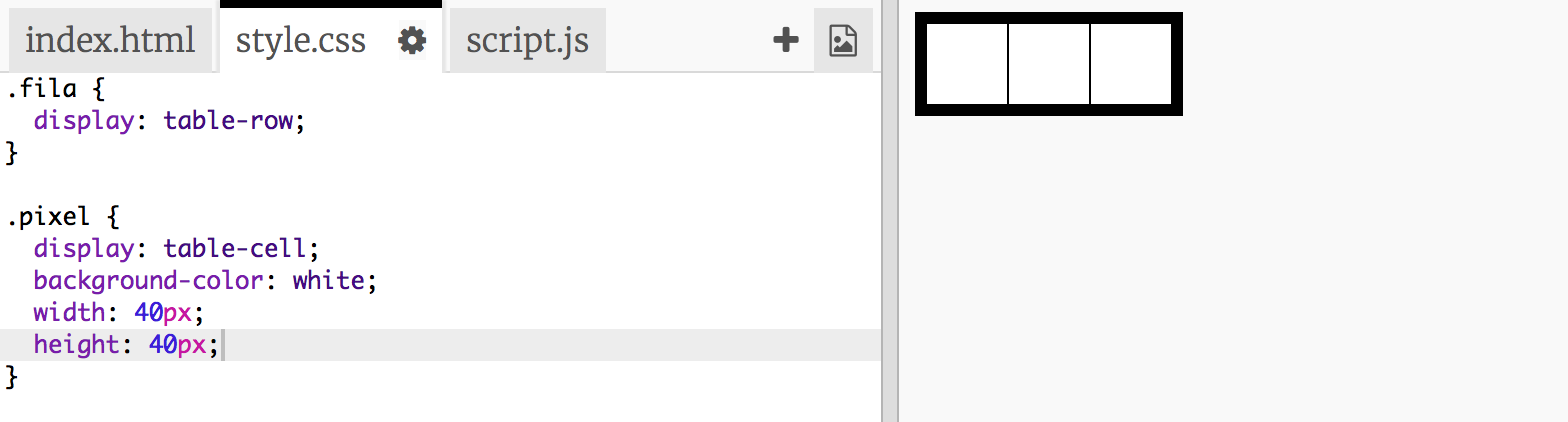 index.html style.css script.js
.fila {
  display: table-row;
}

.pixel {
  display: table-cell;
  background-color: white;
  width: 40px;
  height: 40px;
}